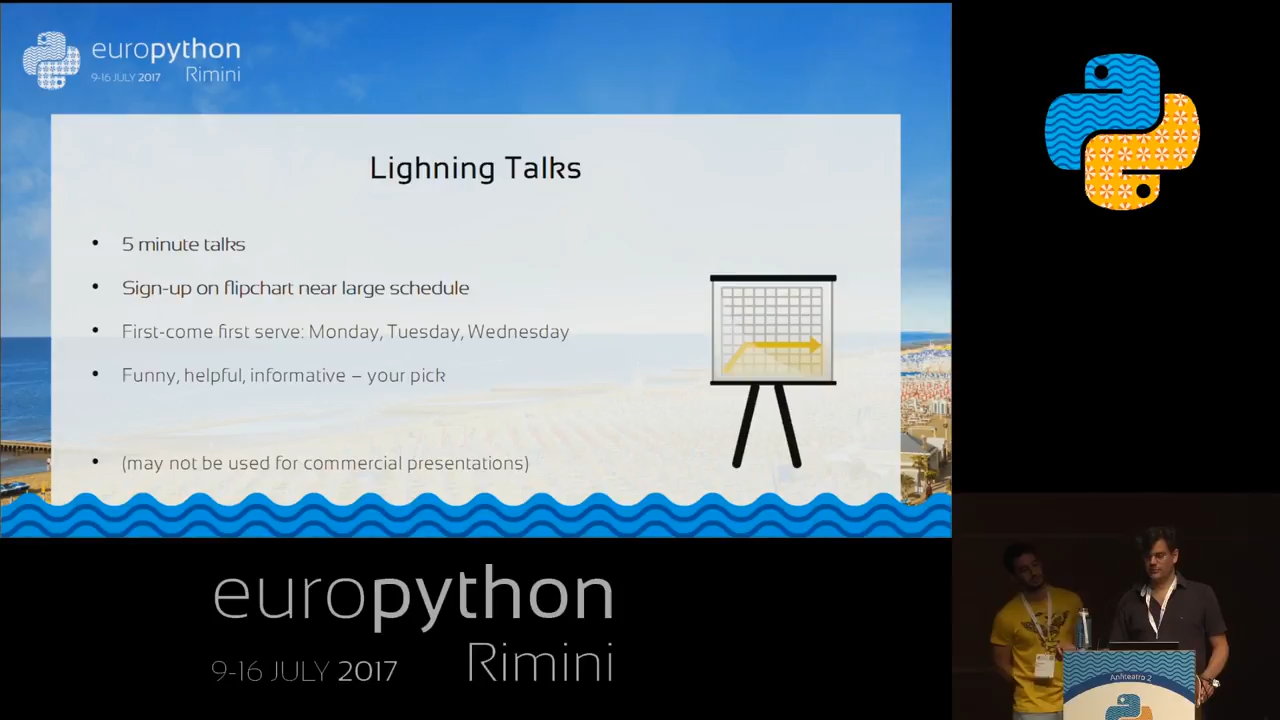 europython
9-16 JULY 2017 Rimini
Lighning Talks
• 5 minute talks
• Sign-up on flipchart near large schedule
• First-come first serve: Monday, Tuesday, Wednesday
• Funny, helpful, informative – your pick
• (may not be used for commercial presentations)
europython
9-16 JULY 2017 Rimini
Anfiteatro 2